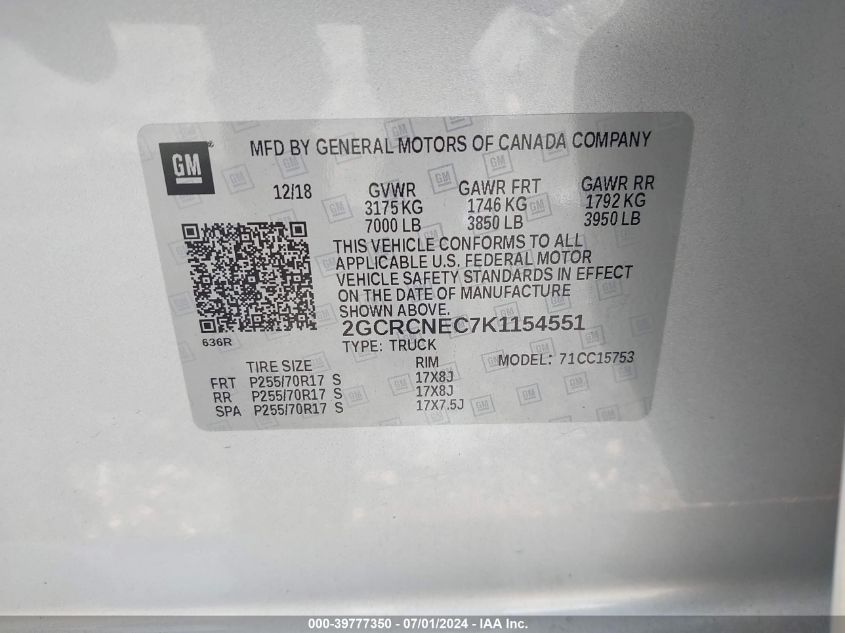 GM
MFD BY GENERAL MOTORS OF CANADA COMPANY
12/18 GVWR GAWR FRT GAWR RR
3175 KG 1746 KG 1792 KG
7000 LB 3850 LB 3950 LB
THIS VEHICLE CONFORMS TO ALL
APPLICABLE U.S. FEDERAL MOTOR
VEHICLE SAFETY STANDARDS IN EFFECT
ON THE DATE OF MANUFACTURE
SHOWN ABOVE.
636R
2GCRCNEC7K1154551
TYPE: TRUCK
MODEL: 71CC15753
TIRE SIZE RIM
FRT P255/70R17 S 17X8J
RR P255/70R17 S 17X8J
SPA P255/70R17 S 17X7.5J
000-39777350 - 07/01/2024 - IAA Inc.